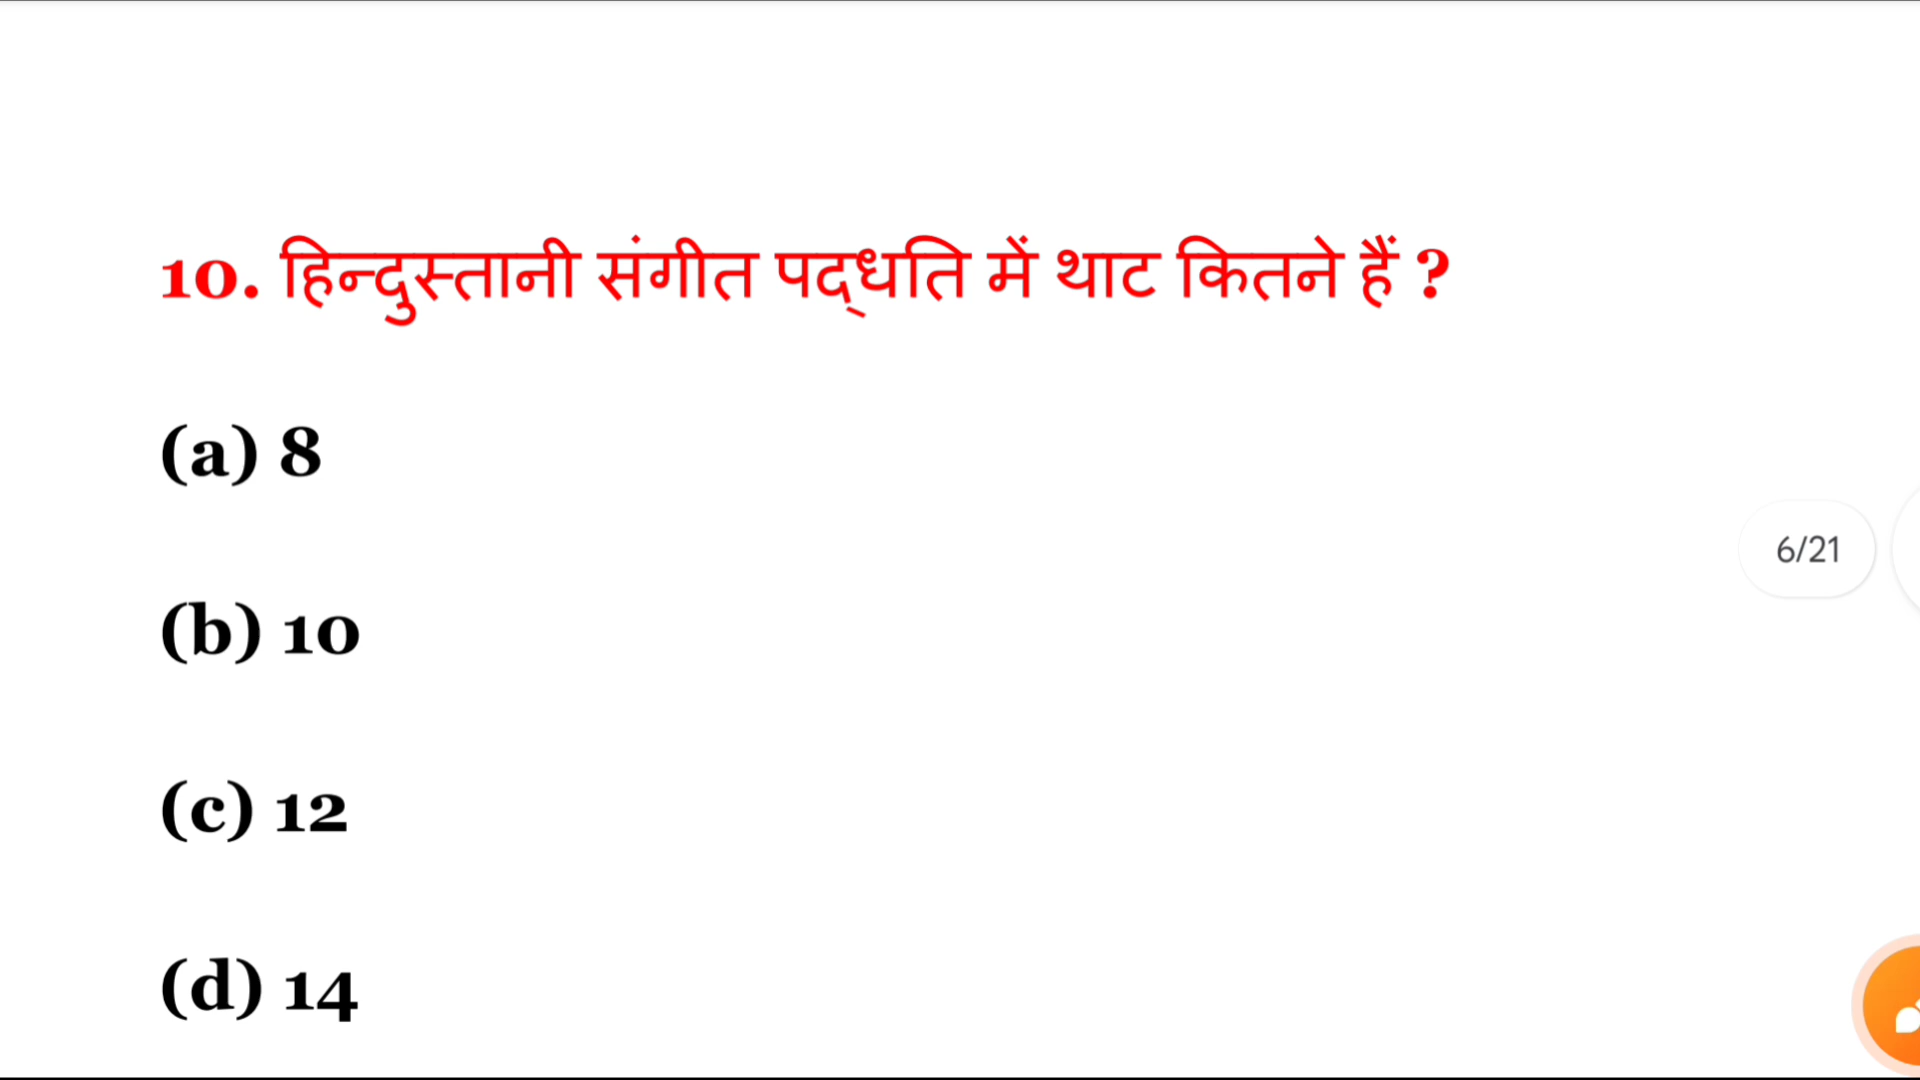 10. हिन्दुस्तानी संगीत पद्धति में थाट कितने हैं ?
(a) 8
6/21
(b) 10
(c) 12
(d) 14